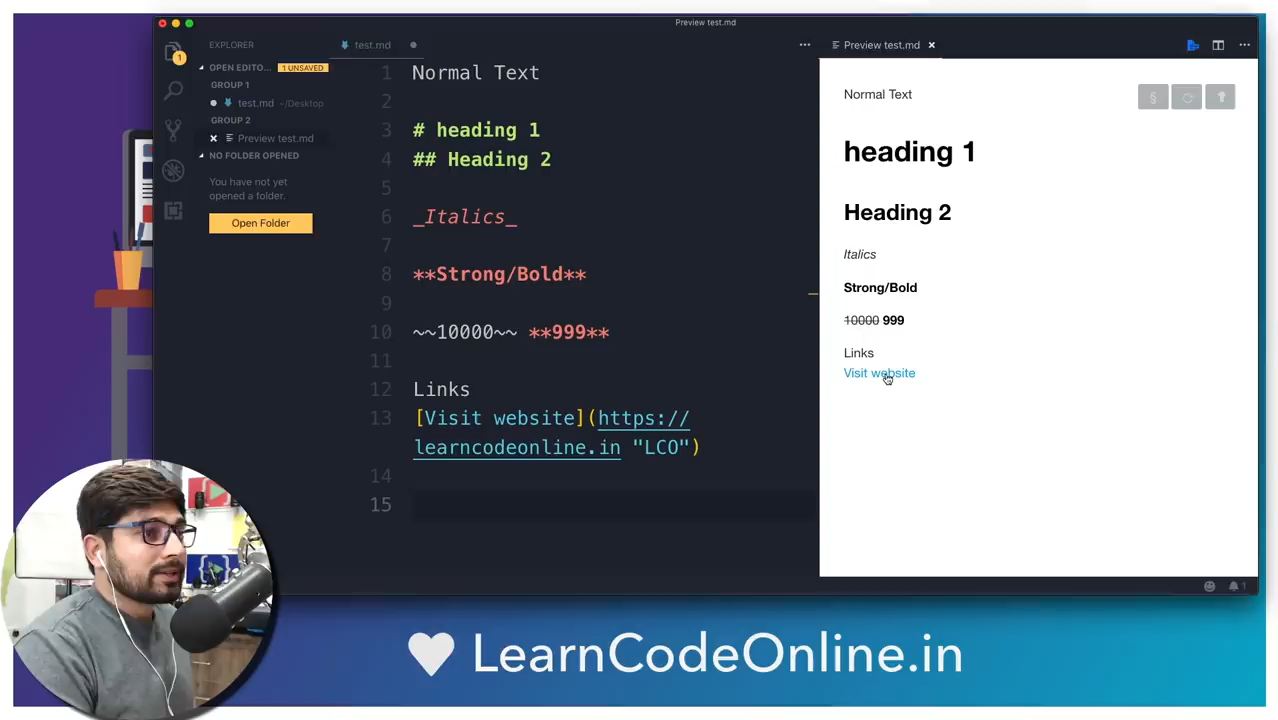 Preview test.md
EXPLORER
OPEN EDITO... 1 UNSAVED
GROUP 1
test.md ~/Desktop
GROUP 2
Preview test.md
NO FOLDER OPENED
You have not yet
opened a folder.
Open Folder
1
test.md
1 Normal Text
2
3 # heading 1
4 ## Heading 2
5
6 _Italics_
7
8 **Strong/Bold**
9
10 ~~10000~~ **999**
11
12 Links
13 [Visit website](https://
learncodeonline.in "LCO")
14
15
Preview test.md
Normal Text
§
heading 1
Heading 2
Italics
Strong/Bold
10000 999
Links
Visit website
1
LearnCodeOnline.in